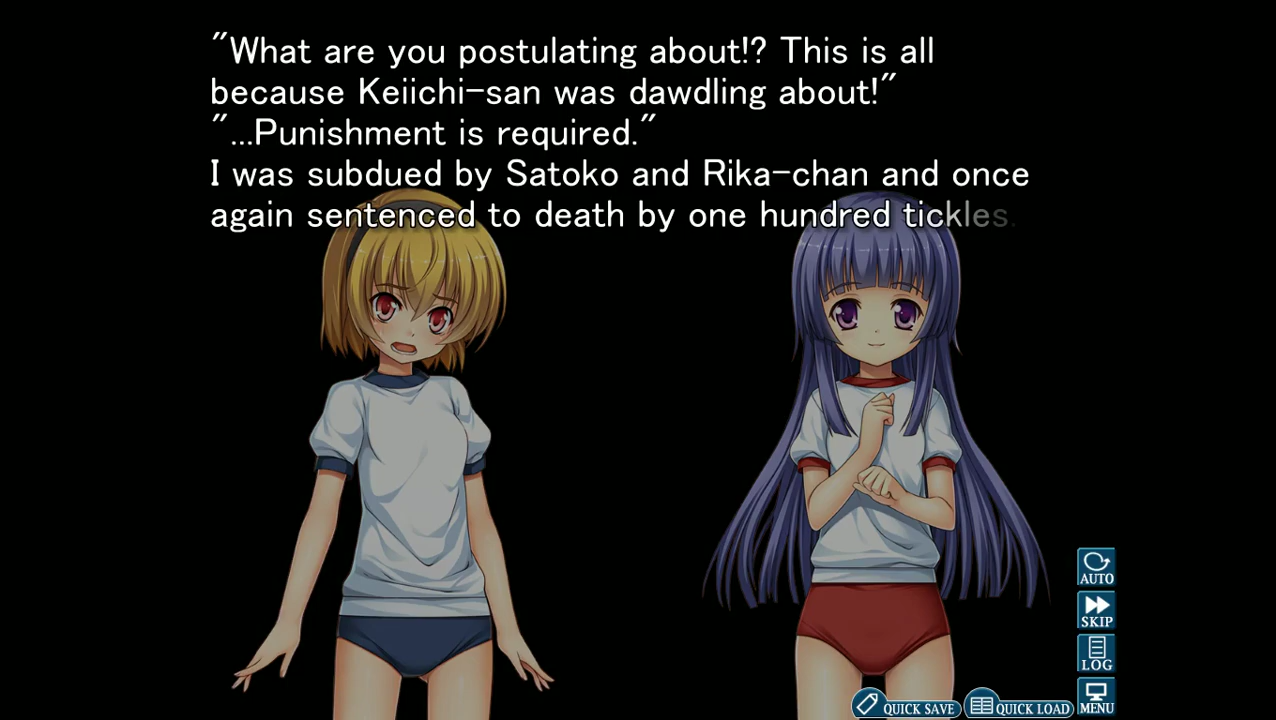 "What are you postulating about!? This is all
because Keiichi-san was dawdling about!"
"...Punishment is required."
I was subdued by Satoko and Rika-chan and once
again sentenced to death by one hundred tickles.
AUTO
SKIP
LOG
QUICK SAVE
QUICK LOAD
MENU